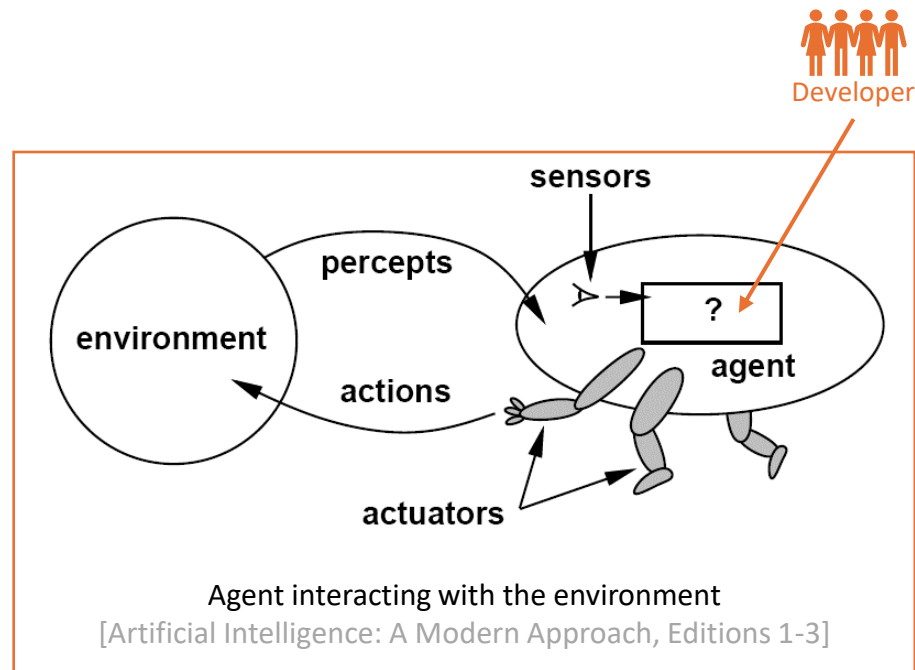 Developer
sensors
percepts
environment
?
agent
actions
actuators
Agent interacting with the environment
[Artificial Intelligence: A Modern Approach, Editions 1-3]